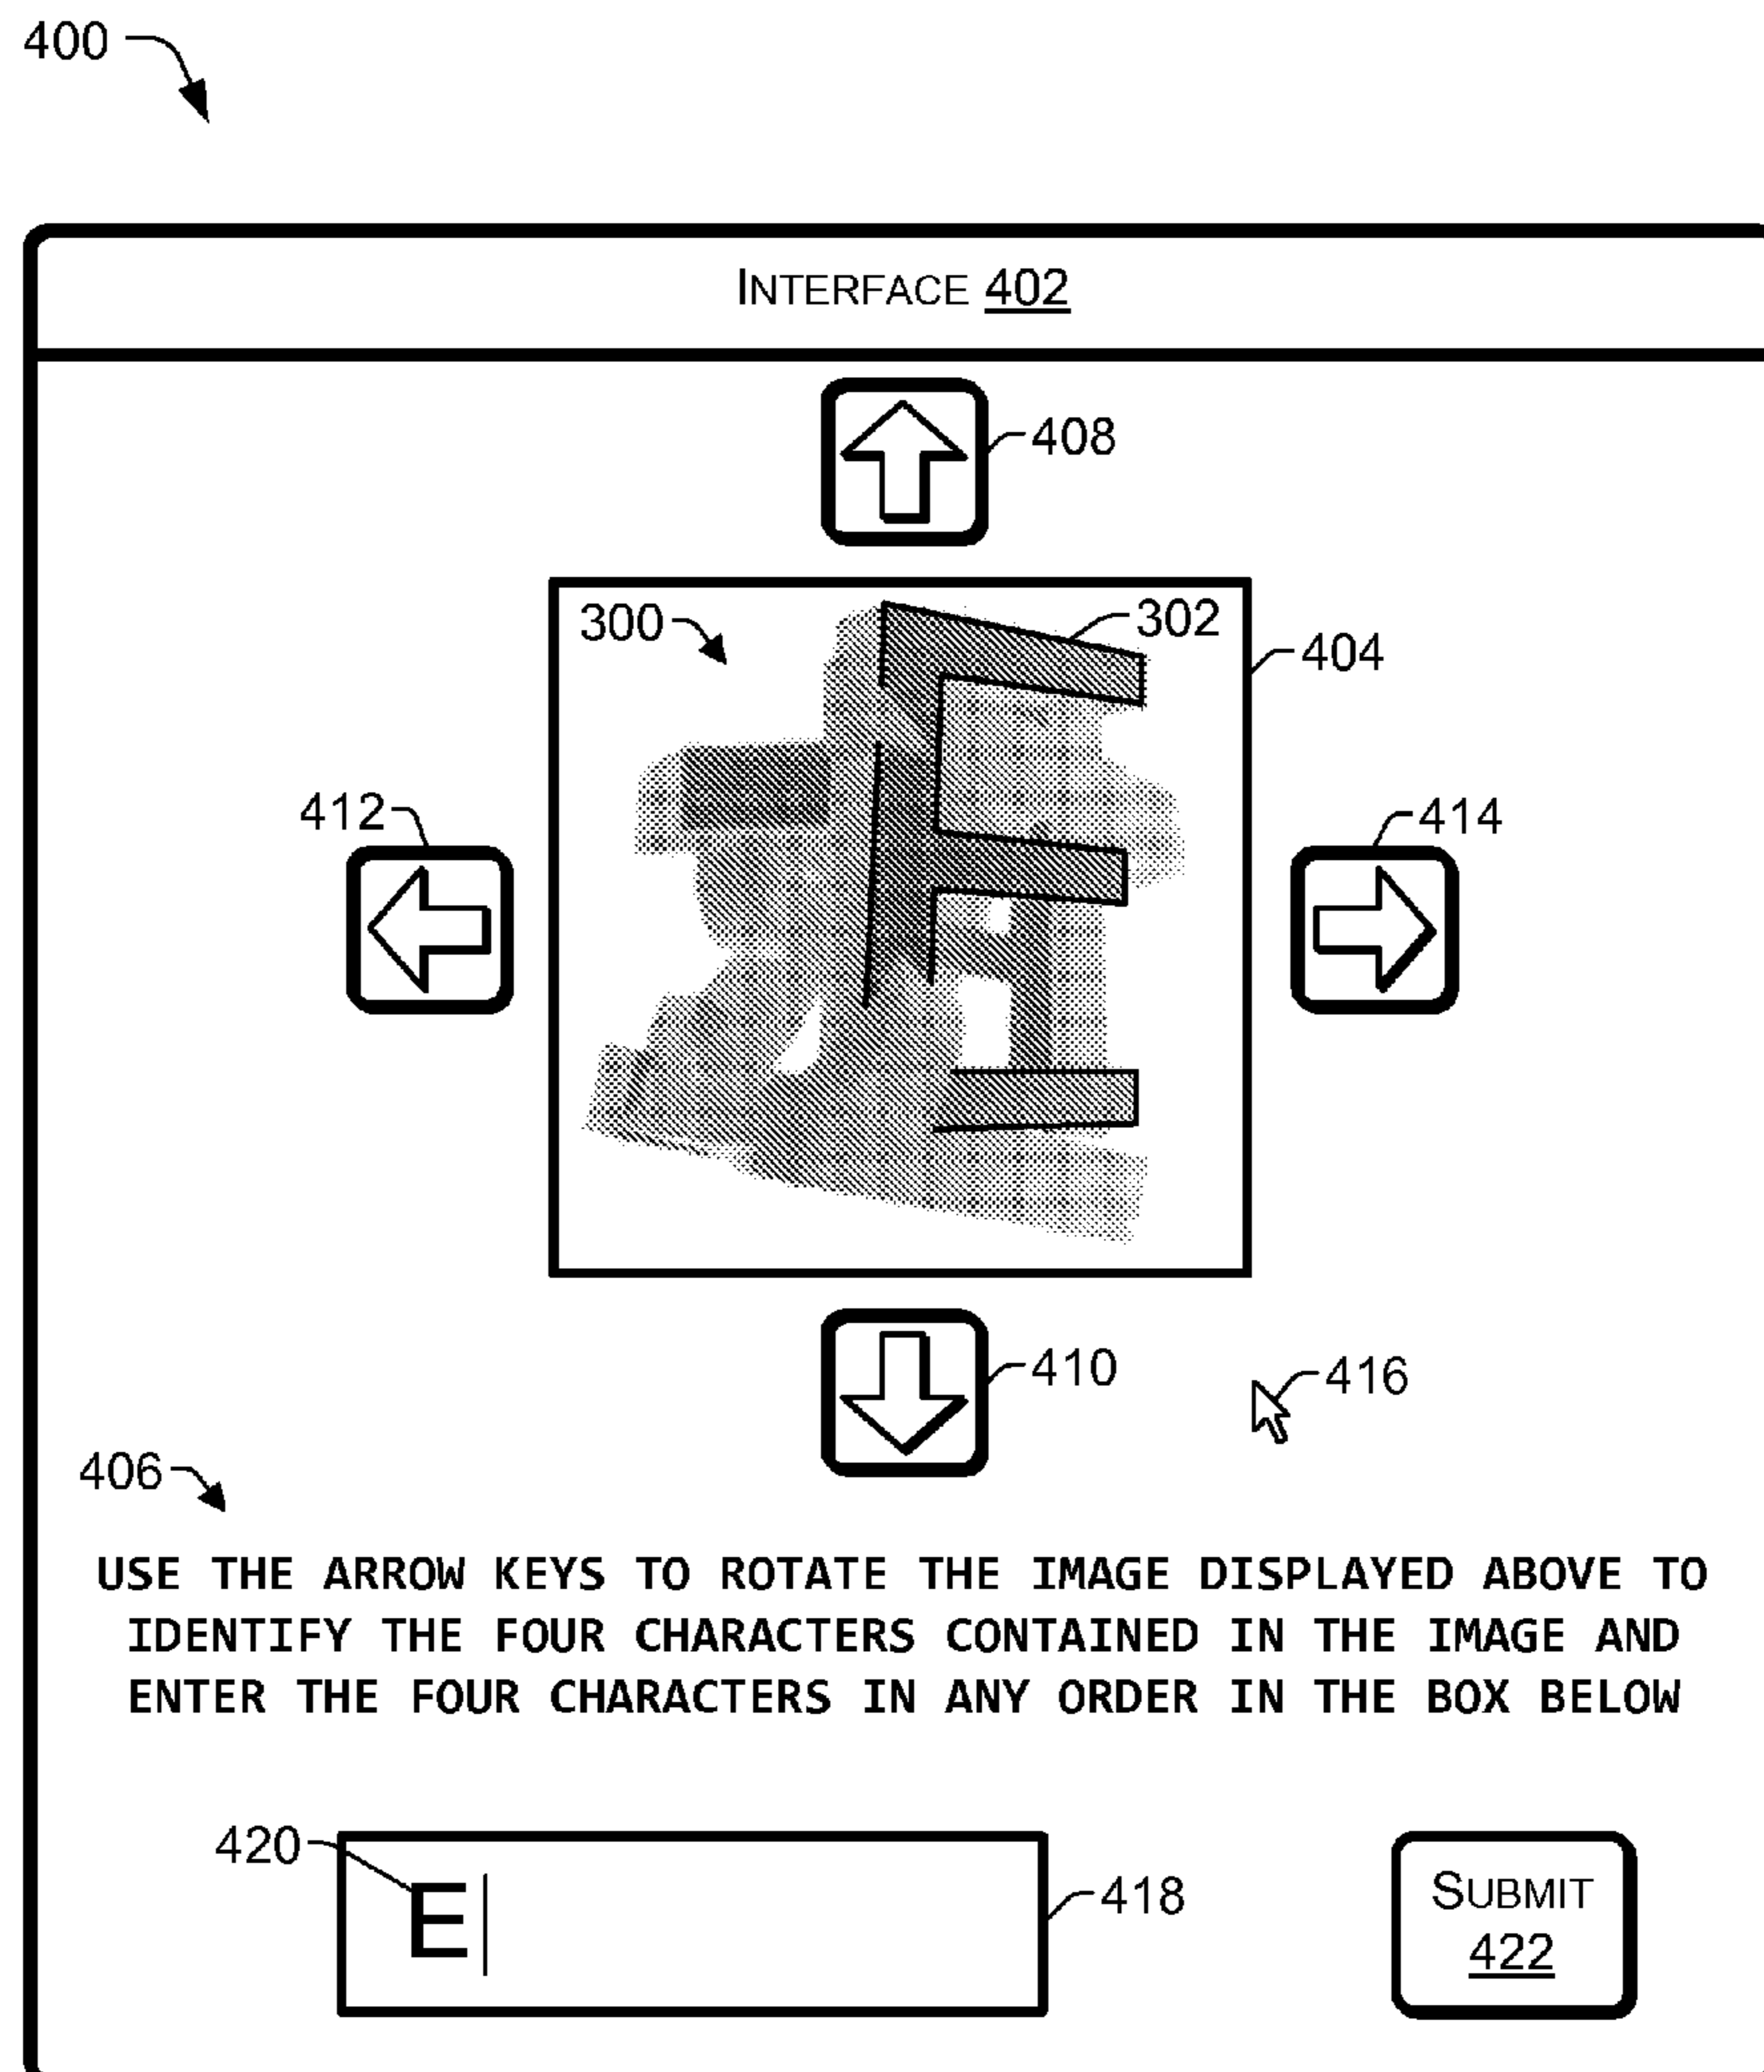 400
INTERFACE 402
408
300
302
404
412
414
410
416
406
USE THE ARROW KEYS TO ROTATE THE IMAGE DISPLAYED ABOVE TO
IDENTIFY THE FOUR CHARACTERS CONTAINED IN THE IMAGE AND
ENTER THE FOUR CHARACTERS IN ANY ORDER IN THE BOX BELOW
420
E
418
SUBMIT
422